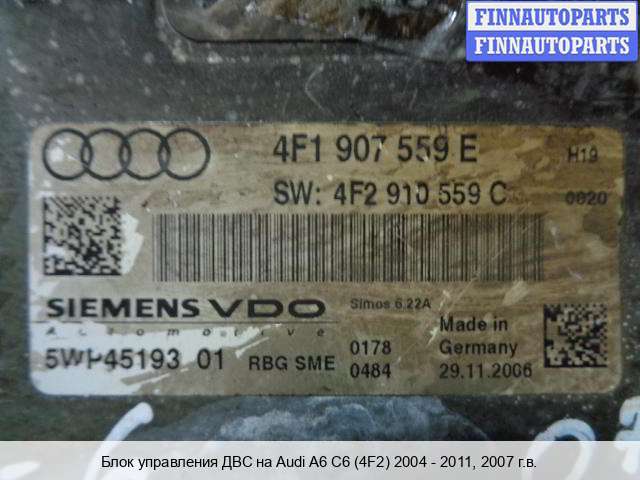 FINNAUTOPARTS
FINNAUTOPARTS
4F1 907 559 E H19
SW: 4F2 910 559 C 0020
SIEMENS VDO Simos 6.22A
Automotive
5WP45193 01 RBG SME
0178
0484
Made in
Germany
29.11.2006
Блок управления ДВС на Audi A6 C6 (4F2) 2004 - 2011, 2007 г.в.